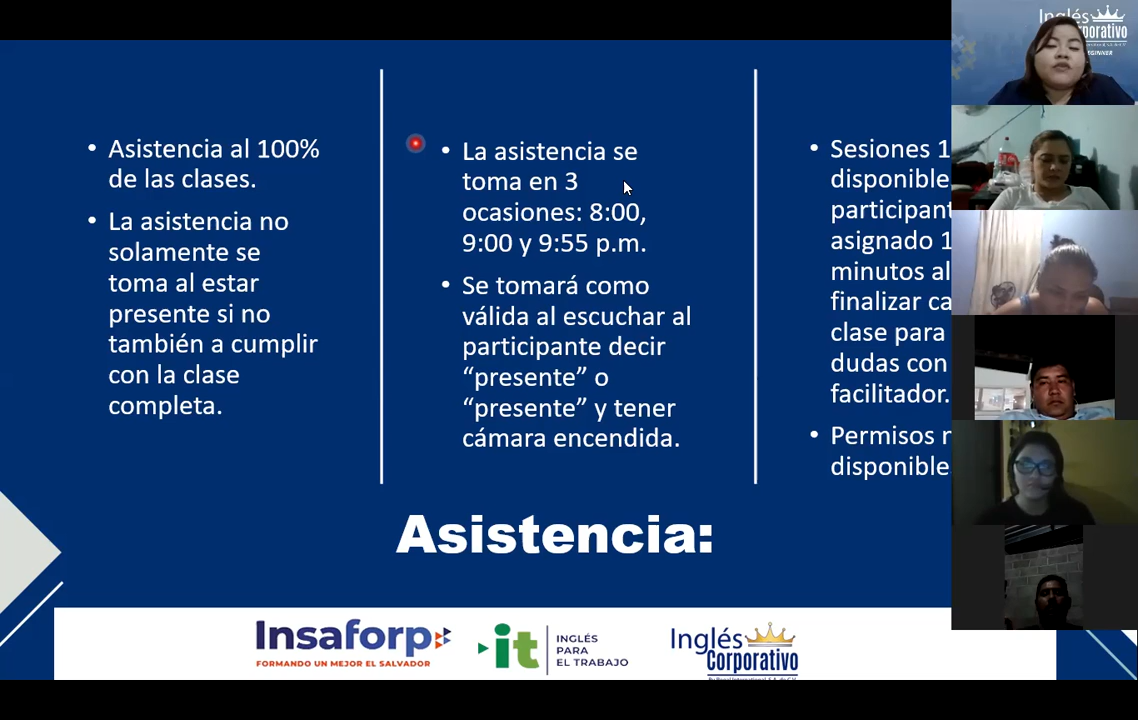 • Asistencia al 100%
de las clases.
• La asistencia no
solamente se
toma al estar
presente si no
también a cumplir
con la clase
completa.
• La asistencia se
toma en 3
ocasiones: 8:00,
9:00 y 9:55 p.m.
• Se tomará como
válida al escuchar al
participante decir
“presente” o
“presente” y tener
cámara encendida.
• Sesiones 1
disponible
participant
asignado 1
minutos al
finalizar ca
clase para
dudas con
facilitador.
• Permisos n
disponible
Asistencia:
Insaforp
FORMANDO UN MEJOR EL SALVADOR
it
INGLÉS
PARA
EL TRABAJO
Inglés
Corporativo
Inglés
Corporativo
BEGINNER